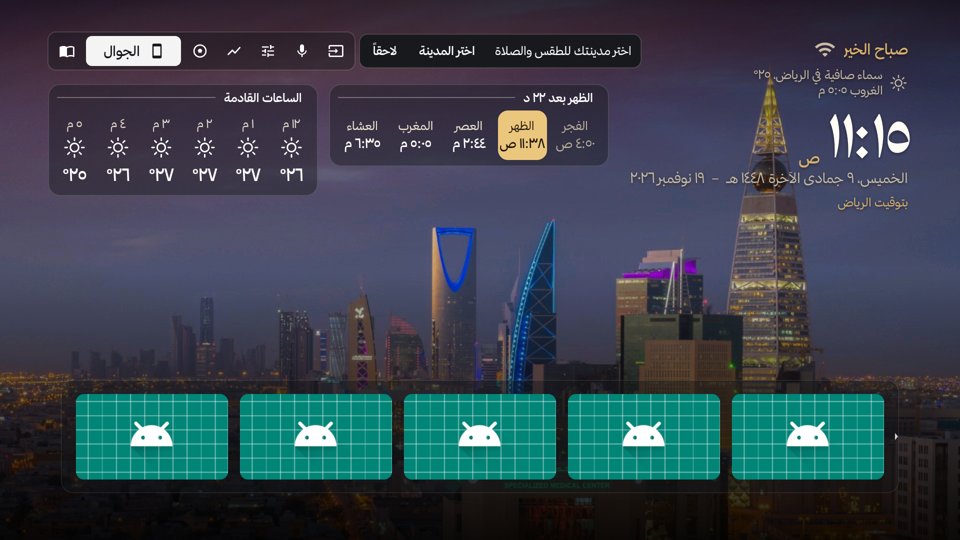 صباح الخير
سماء صافية في الرياض، ٢٥°
الغروب ٥:٠٥ م
١١:١٥ ص
الخميس، ٩ جمادى الآخرة ١٤٤٨ هـ – ١٩ نوفمبر ٢٠٢٦
بتوقيت الرياض
اختر مدينتك للطقس والصلاة اختر المدينة لاحقاً
الجوال
الظهر بعد ٢٢ د
الفجر الظهر العصر المغرب العشاء
٤:٥٠ ص ١١:٣٨ ص ٢:٤٤ م ٥:٠٥ م ٦:٣٥ م
الساعات القادمة
١٢ م ١ م ٢ م ٣ م ٤ م ٥ م
٢٦° ٢٧° ٢٧° ٢٧° ٢٦° ٢٥°
SPECIALIZED MEDICAL CENTER